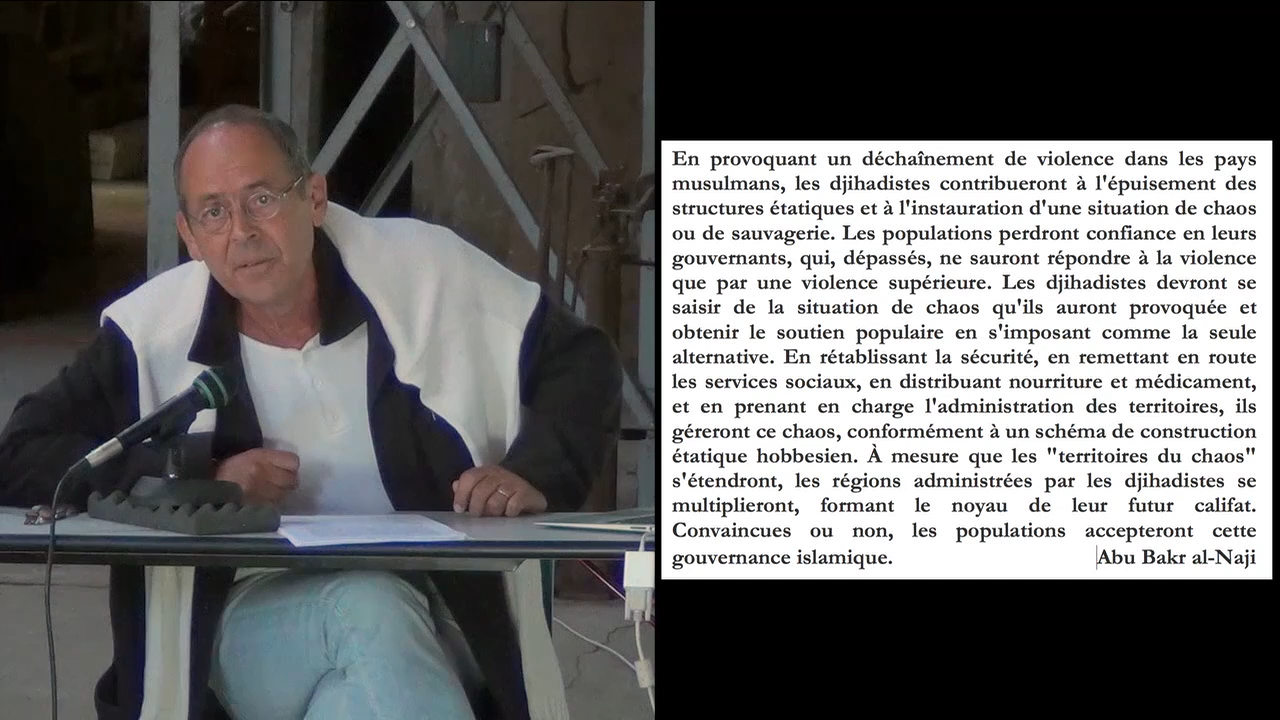 En provoquant un déchaînement de violence dans les pays
musulmans, les djihadistes contribueront à l'épuisement des
structures étatiques et à l'instauration d'une situation de chaos
ou de sauvagerie. Les populations perdront confiance en leurs
gouvernants, qui, dépassés, ne sauront répondre à la violence
que par une violence supérieure. Les djihadistes devront se
saisir de la situation de chaos qu'ils auront provoquée et
obtenir le soutien populaire en s'imposant comme la seule
alternative. En rétablissant la sécurité, en remettant en route
les services sociaux, en distribuant nourriture et médicament,
et en prenant en charge l'administration des territoires, ils
géreront ce chaos, conformément à un schéma de construction
étatique hobbesien. À mesure que les "territoires du chaos"
s'étendront, les régions administrées par les djihadistes se
multiplieront, formant le noyau de leur futur califat.
Convaincues ou non, les populations accepteront cette
gouvernance islamique. Abu Bakr al-Naji